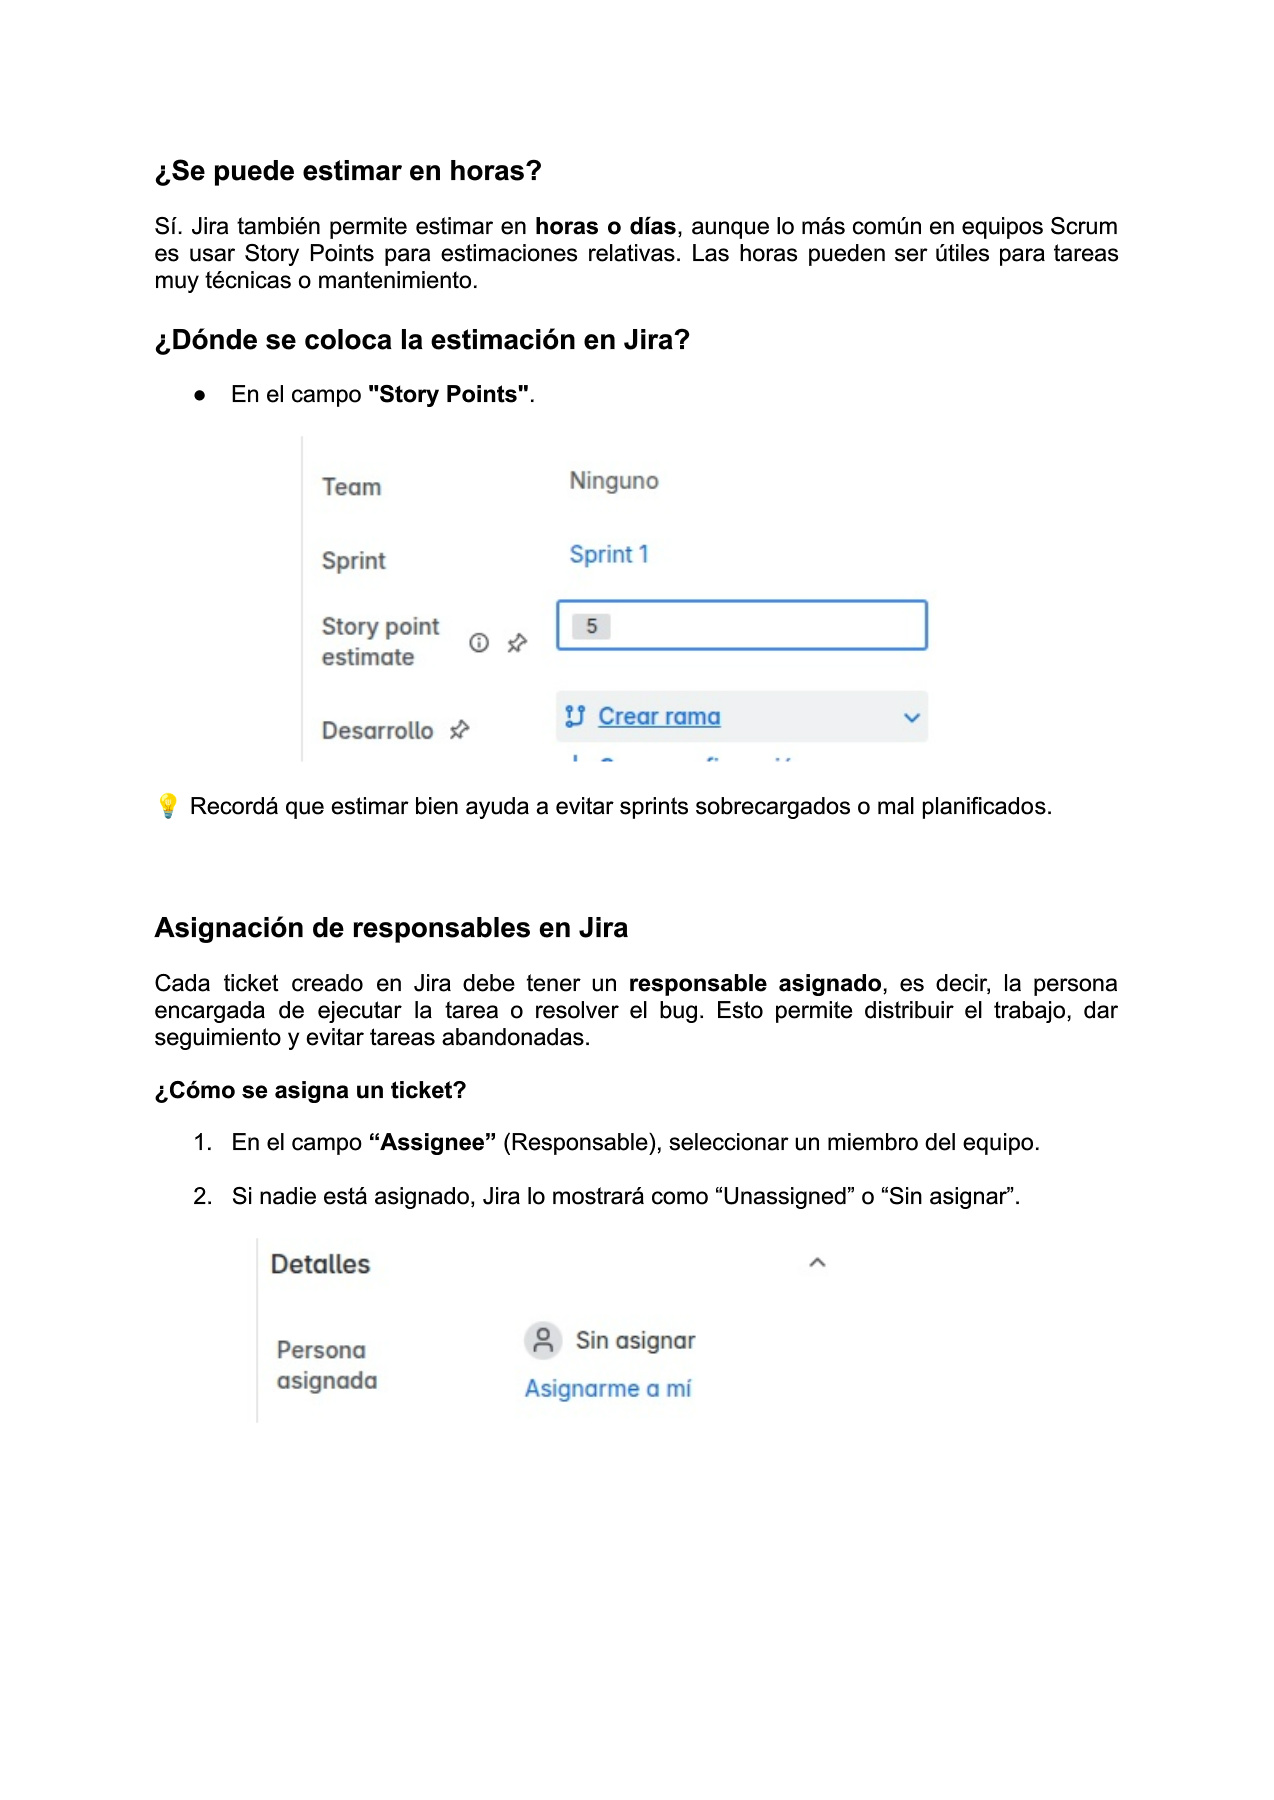 ¿Se puede estimar en horas?
Sí. Jira también permite estimar en horas o días, aunque lo más común en equipos Scrum
es usar Story Points para estimaciones relativas. Las horas pueden ser útiles para tareas
muy técnicas o mantenimiento.
¿Dónde se coloca la estimación en Jira?
● En el campo "Story Points".
Team Ninguno
Sprint Sprint 1
Story point
estimate 5
Desarrollo Crear rama
💡 Recordá que estimar bien ayuda a evitar sprints sobrecargados o mal planificados.
Asignación de responsables en Jira
Cada ticket creado en Jira debe tener un responsable asignado, es decir, la persona
encargada de ejecutar la tarea o resolver el bug. Esto permite distribuir el trabajo, dar
seguimiento y evitar tareas abandonadas.
¿Cómo se asigna un ticket?
1. En el campo “Assignee” (Responsable), seleccionar un miembro del equipo.
2. Si nadie está asignado, Jira lo mostrará como “Unassigned” o “Sin asignar”.
Detalles
Persona
asignada
Sin asignar
Asignarme a mí